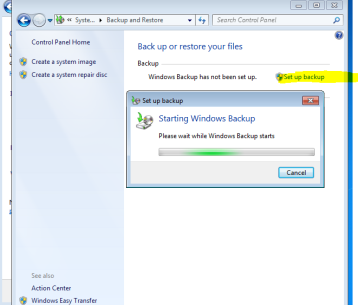 « Syste... ▸ Backup and Restore
Search Control Panel
Control Panel Home
Create a system image
Create a system repair disc
Back up or restore your files
Backup
Windows Backup has not been set up.
Set up backup
Set up backup
Starting Windows Backup
Please wait while Windows Backup starts
Cancel
See also
Action Center
Windows Easy Transfer